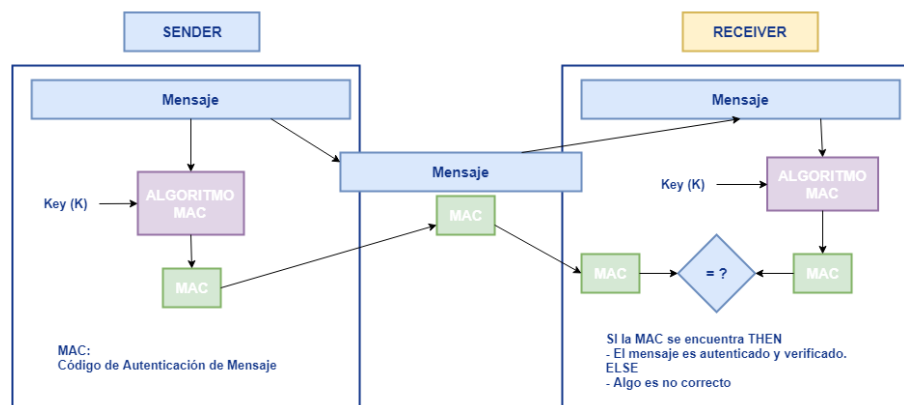 SENDER
RECEIVER
Mensaje
Mensaje
Mensaje
ALGORITMO
MAC
Key (K)
ALGORITMO
MAC
Key (K)
MAC
MAC
MAC
= ?
MAC
MAC:
Código de Autenticación de Mensaje
SI la MAC se encuentra THEN
- El mensaje es autenticado y verificado.
ELSE
- Algo es no correcto